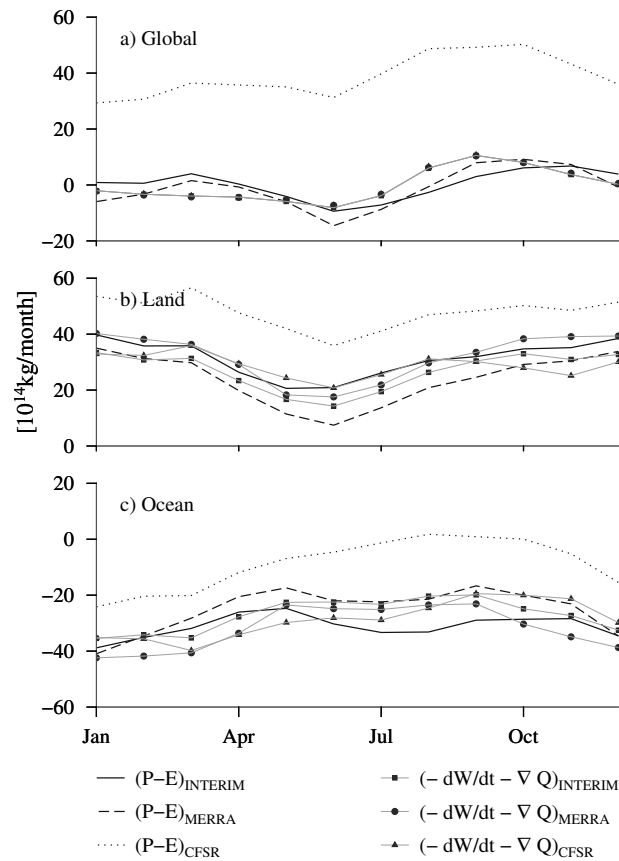 60
a) Global
40
20
0
−20
60
b) Land
40
20
0
[10¹⁴kg/month]
20
c) Ocean
0
−20
−40
−60
Jan Apr Jul Oct
(P−E)INTERIM (− dW/dt − ∇ Q)INTERIM
(P−E)MERRA (− dW/dt − ∇ Q)MERRA
(P−E)CFSR (− dW/dt − ∇ Q)CFSR